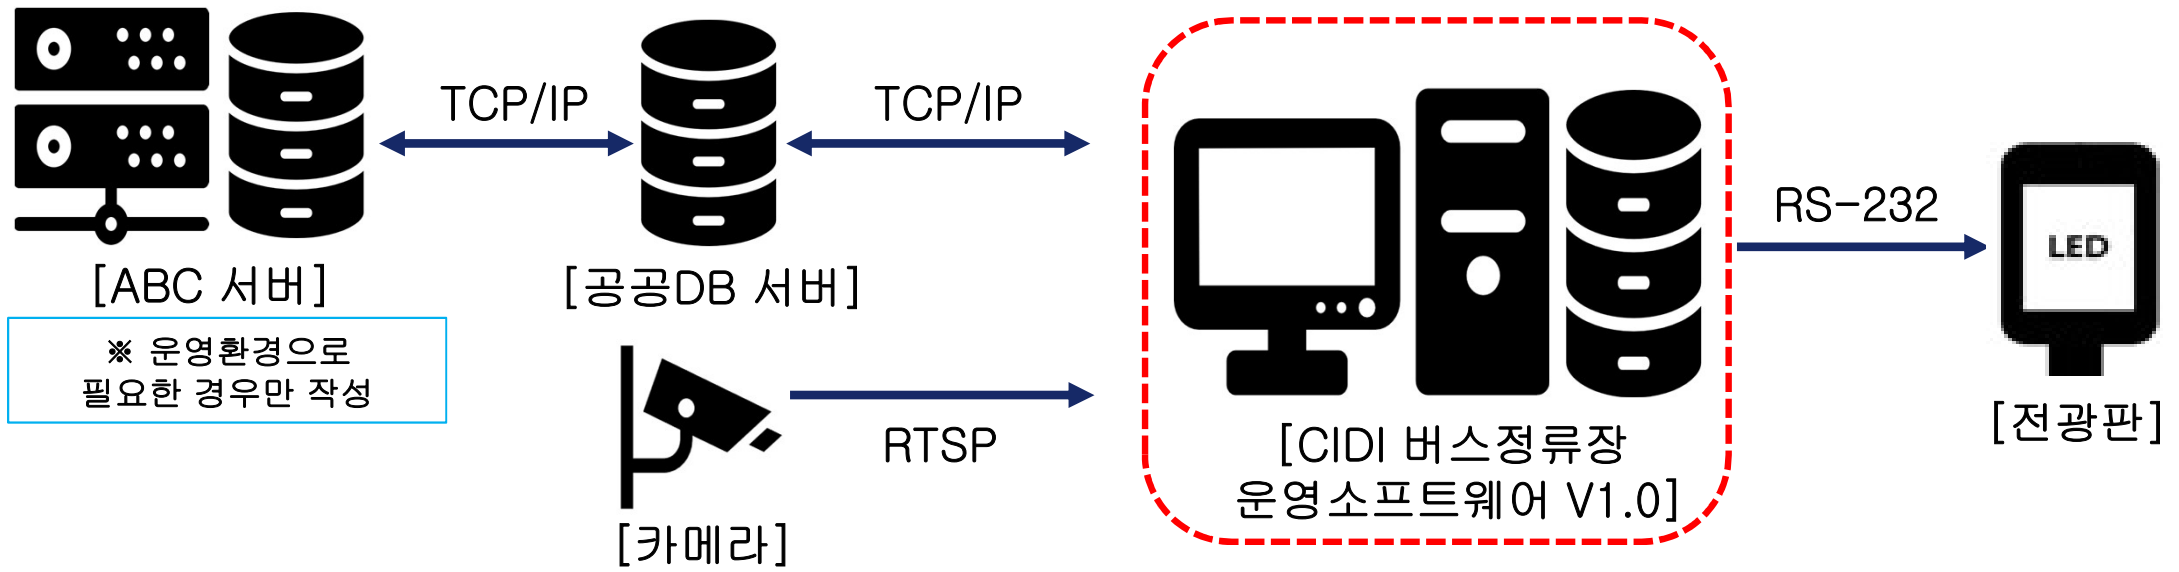 TCP/IP
TCP/IP
RS-232
LED
[ABC 서버]
[공공DB 서버]
※ 운영환경으로
필요한 경우만 작성
RTSP
[카메라]
[CIDI 버스정류장
운영소프트웨어 V1.0]
[전광판]